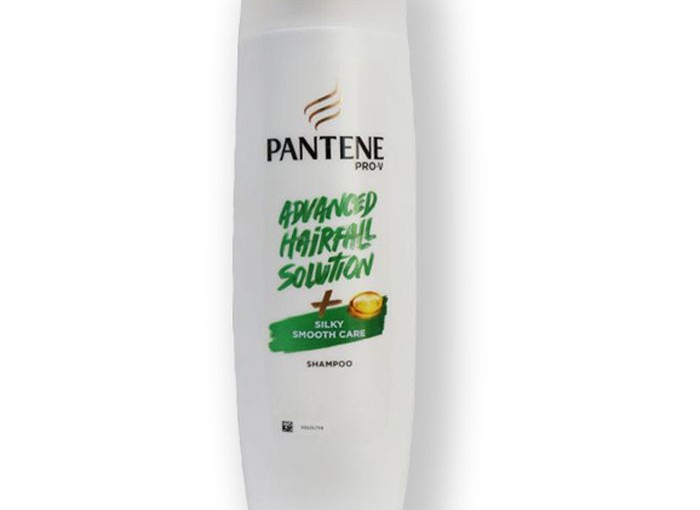 PANTENE
PRO-V
ADVANCED
HAIRFALL
SOLUTION
+
SILKY
SMOOTH CARE
SHAMPOO